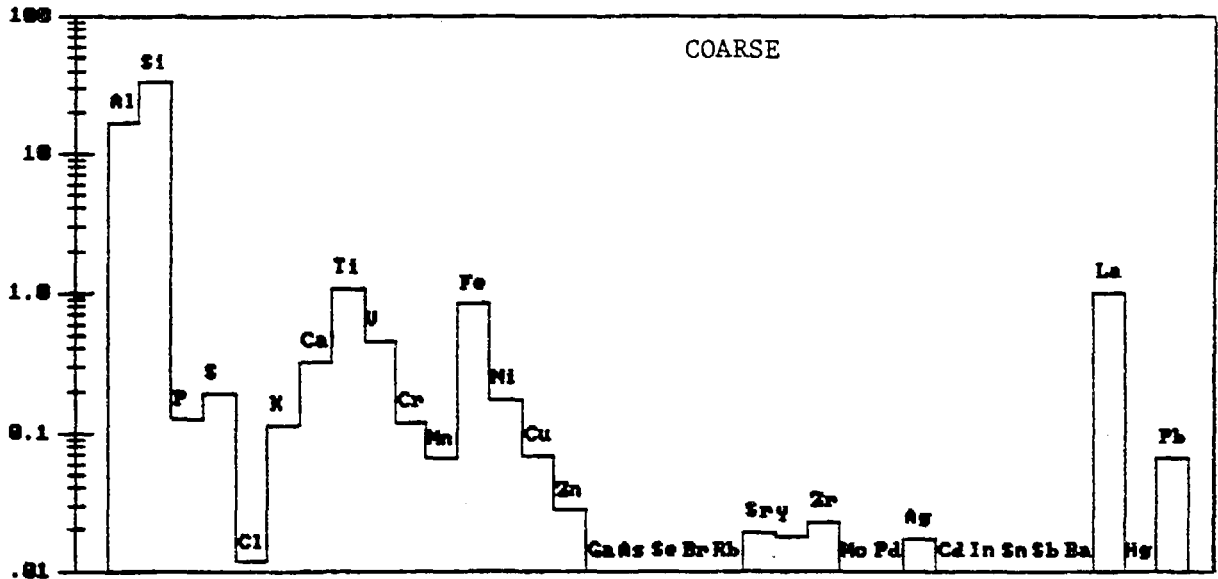 COARSE
100
10
1.0
0.1
.01
Al Si P S Cl K Ca Ti V Cr Mn Fe Ni Cu Zn Ga As Se Br Rb Sr Y Zr Mo Pd Ag Cd In Sn Sb Ba La Hg Pb